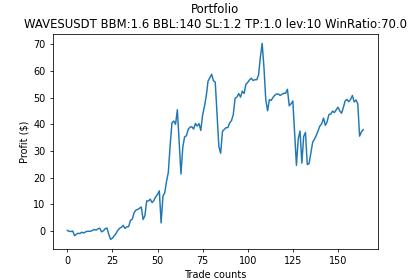 Portfolio
WAVESUSDT BBM:1.6 BBL:140 SL:1.2 TP:1.0 lev:10 WinRatio:70.0
70
60
50
40
30
20
10
0
Profit ($)
0 25 50 75 100 125 150
Trade counts